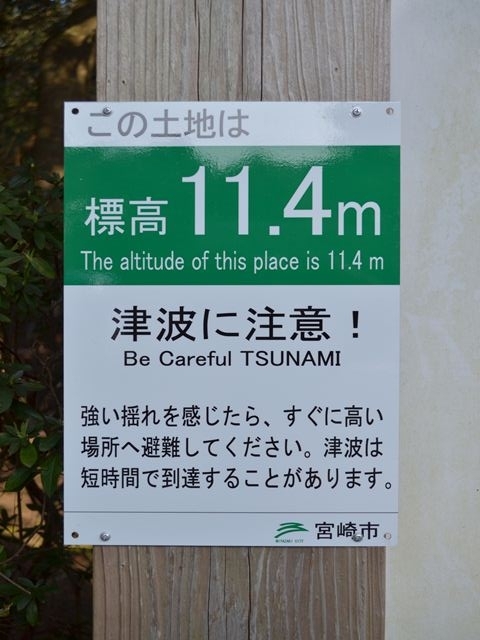 この土地は
標高 11.4m
The altitude of this place is 11.4 m
津波に注意！
Be Careful TSUNAMI
強い揺れを感じたら、すぐに高い
場所へ避難してください。津波は
短時間で到達することがあります。
宮崎市
MIYAZAKI CITY